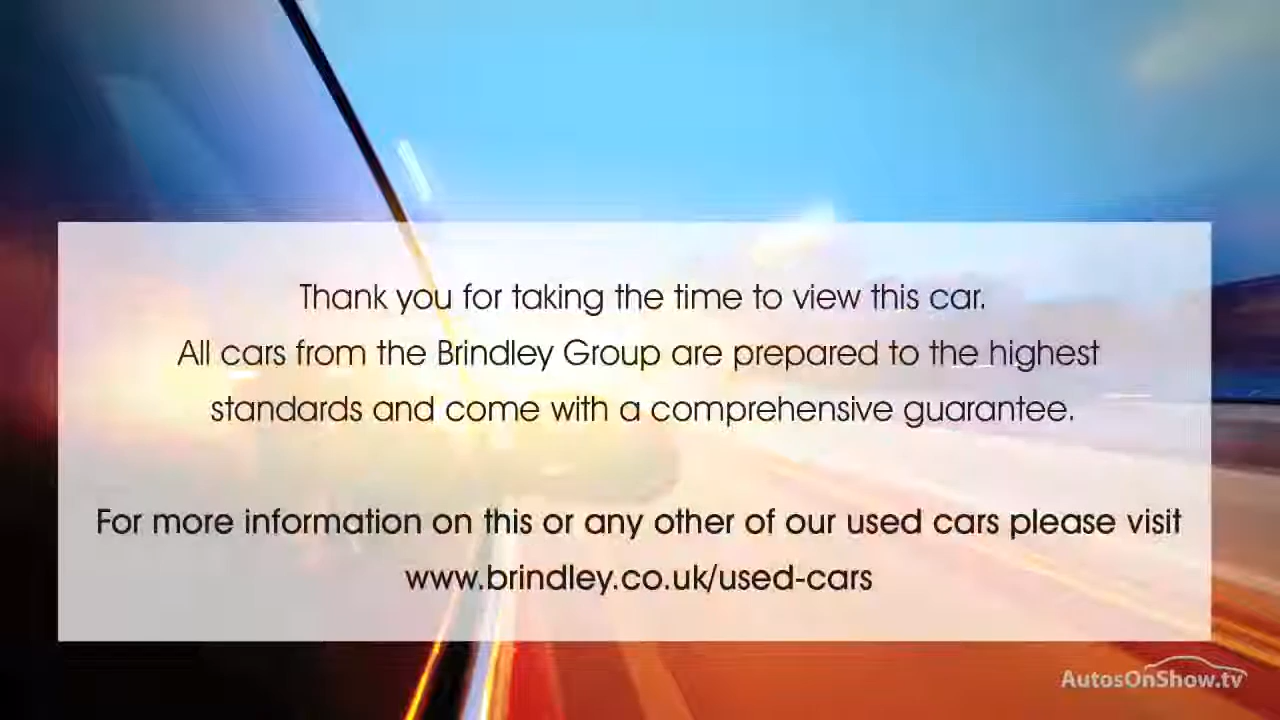 Thank you for taking the time to view this car.
All cars from the Brindley Group are prepared to the highest
standards and come with a comprehensive guarantee.
For more information on this or any other of our used cars please visit
www.brindley.co.uk/used-cars
AutosOnShow.tv